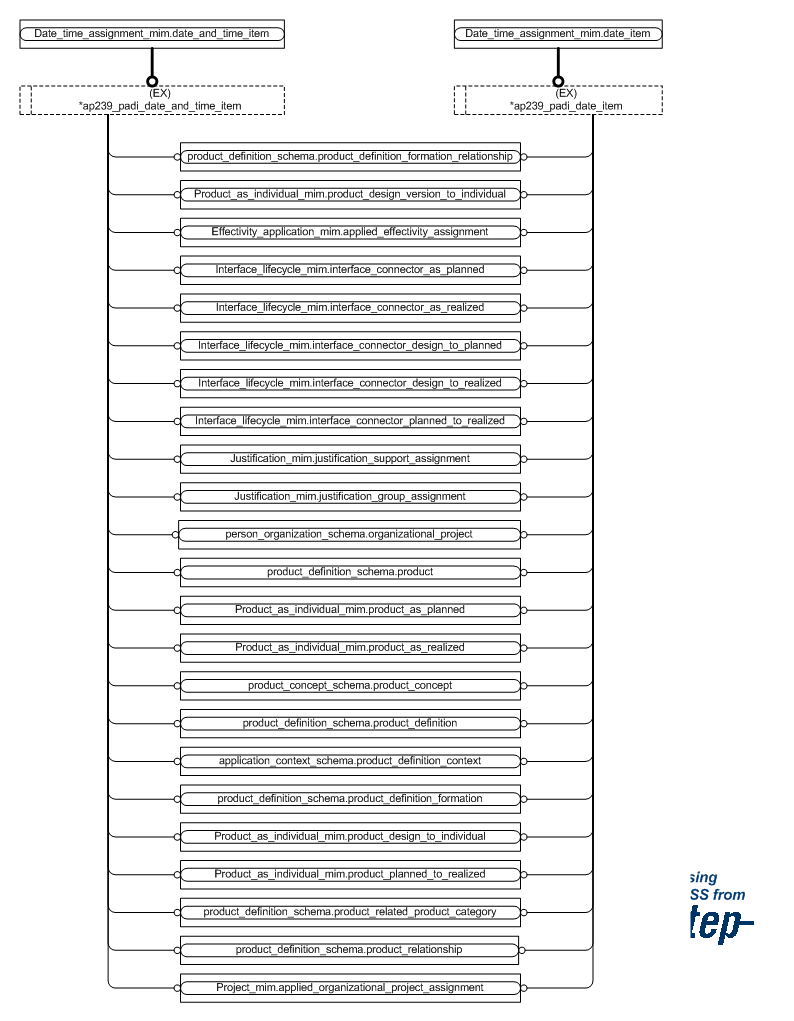 Date_time_assignment_mim.date_and_time_item
Date_time_assignment_mim.date_item
(EX)
*ap239_padi_date_and_time_item
(EX)
*ap239_padi_date_item
product_definition_schema.product_definition_formation_relationship
Product_as_individual_mim.product_design_version_to_individual
Effectivity_application_mim.applied_effectivity_assignment
Interface_lifecycle_mim.interface_connector_as_planned
Interface_lifecycle_mim.interface_connector_as_realized
Interface_lifecycle_mim.interface_connector_design_to_planned
Interface_lifecycle_mim.interface_connector_design_to_realized
Interface_lifecycle_mim.interface_connector_planned_to_realized
Justification_mim.justification_support_assignment
Justification_mim.justification_group_assignment
person_organization_schema.organizational_project
product_definition_schema.product
Product_as_individual_mim.product_as_planned
Product_as_individual_mim.product_as_realized
product_concept_schema.product_concept
product_definition_schema.product_definition
application_context_schema.product_definition_context
product_definition_schema.product_definition_formation
Product_as_individual_mim.product_design_to_individual
Product_as_individual_mim.product_planned_to_realized
product_definition_schema.product_related_product_category
product_definition_schema.product_relationship
Project_mim.applied_organizational_project_assignment
sing
SS from
tep